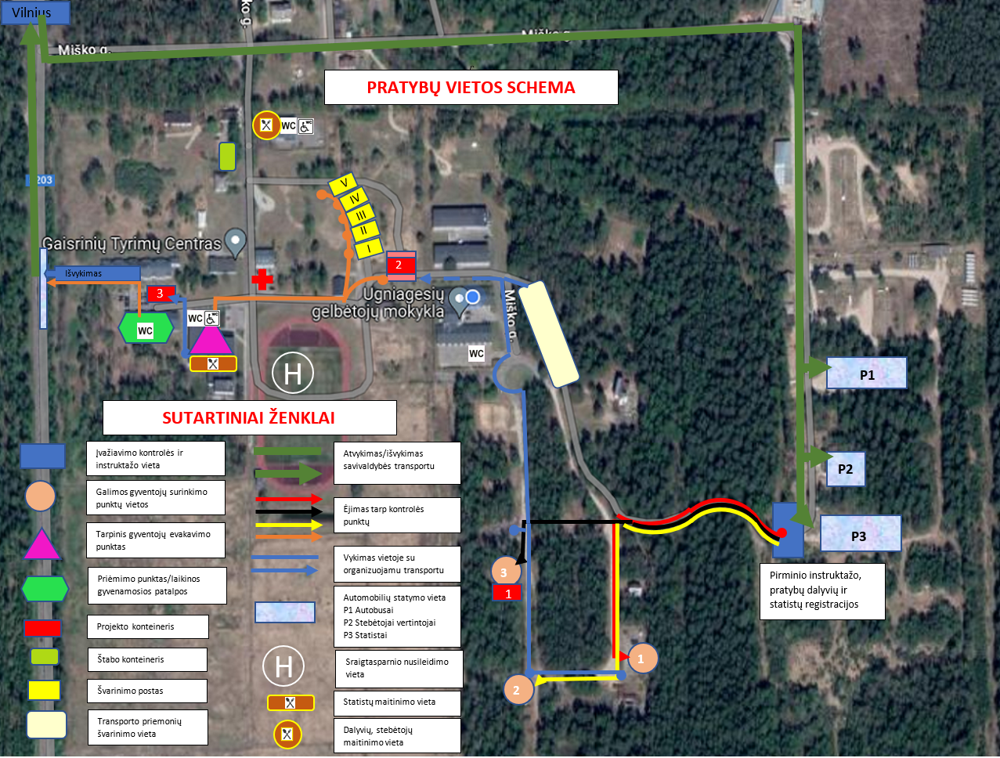 Vilnius
ko g.
Miško g.
Miško g.
PRATYBŲ VIETOS SCHEMA
WC
WC
203
V
IV
III
II
I
Gaisrinių Tyrimų Centras
2
Išvykimas
3
Ugniagesių
gelbėtojų mokykla
Miško g.
WC
WC
WC
H
P1
SUTARTINIAI ŽENKLAI
P2
P3
Įvažiavimo kontrolės ir
instruktažo vieta
Galimos gyventojų surinkimo
punktų vietos
Tarpinis gyventojų evakavimo
punktas
Priėmimo punktas/laikinos
gyvenamosios patalpos
Projekto konteineris
Štabo konteineris
Švarinimo postas
Transporto priemonių
švarinimo vieta
Atvykimas/išvykimas
savivaldybės transportu
Ėjimas tarp kontrolės
punktų
Vykimas vietoje su
organizuojamu transportu
Automobilių statymo vieta
P1 Autobusai
P2 Stebėtojai vertintojai
P3 Statistai
H
Sraigtasparnio nusileidimo
vieta
Statistų maitinimo vieta
Dalyvių, stebėtojų
maitinimo vieta
3
1
1
2
Pirminio instruktažo,
pratybų dalyvių ir
statistų registracijos